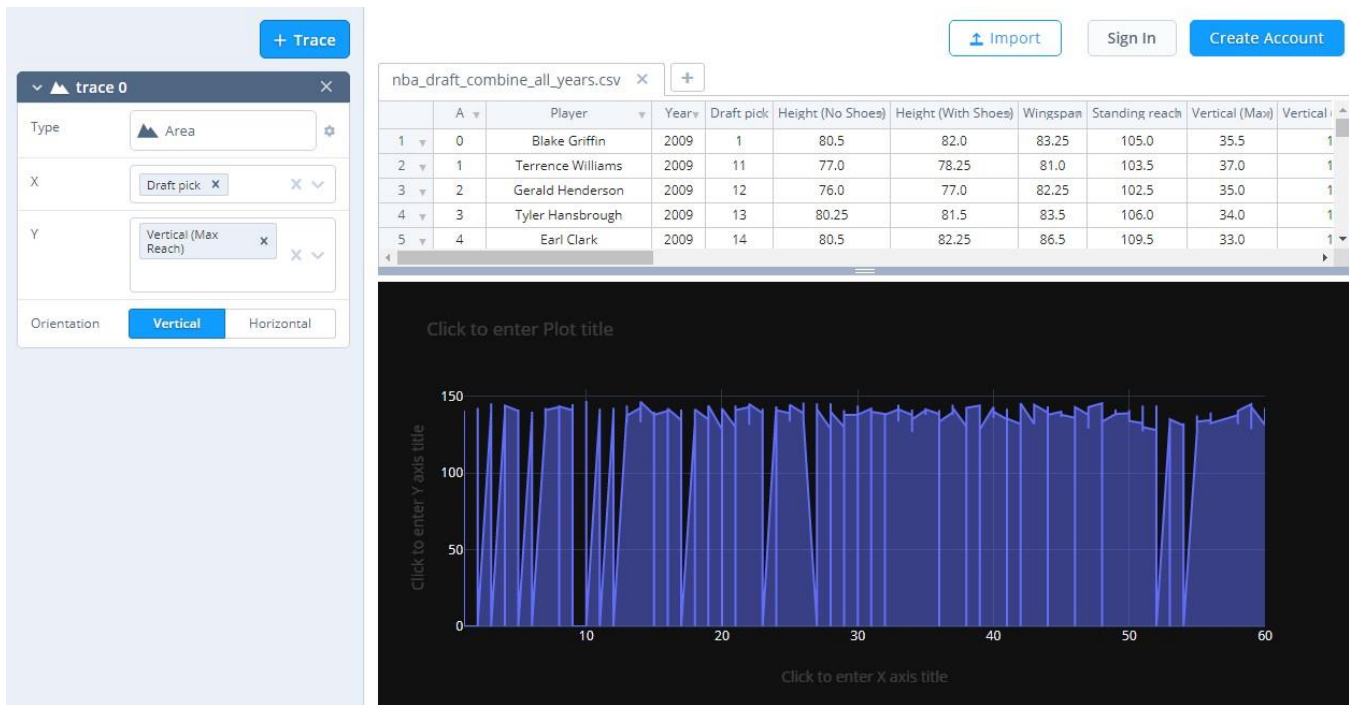 + Trace
trace 0
Type
Area
X
Draft pick
Y
Vertical (Max
Reach)
Orientation
Vertical
Horizontal
Import
Sign In
Create Account
nba_draft_combine_all_years.csv
+
A Player Year Draft pick Height (No Shoes) Height (With Shoes) Wingspan Standing reach Vertical (Max) Vertical
1 0 Blake Griffin 2009 1 80.5 82.0 83.25 105.0 35.5 1
2 1 Terrence Williams 2009 11 77.0 78.25 81.0 103.5 37.0 1
3 2 Gerald Henderson 2009 12 76.0 77.0 82.25 102.5 35.0 1
4 3 Tyler Hansbrough 2009 13 80.25 81.5 83.5 106.0 34.0 1
5 4 Earl Clark 2009 14 80.5 82.25 86.5 109.5 33.0 1
Click to enter Plot title
150
100
50
0
Click to enter Y axis title
10 20 30 40 50 60
Click to enter X axis title